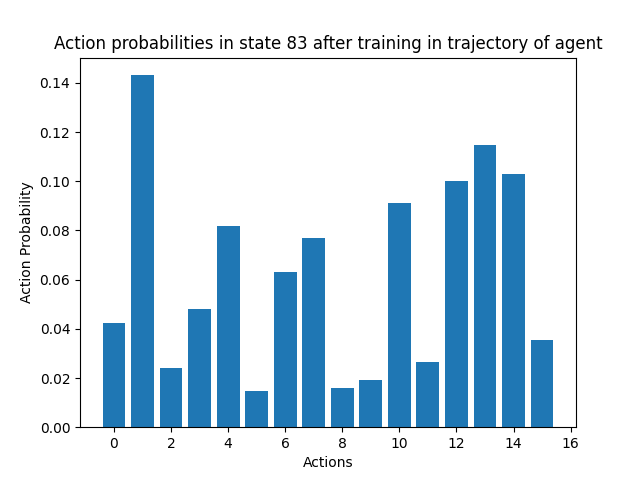 Action probabilities in state 83 after training in trajectory of agent
0.14
0.12
0.10
0.08
0.06
0.04
0.02
0.00
Action Probability
0 2 4 6 8 10 12 14 16
Actions